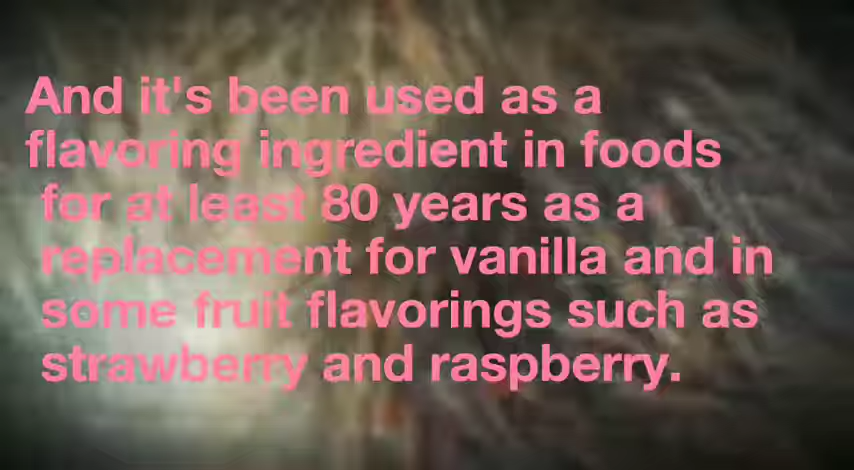 And it's been used as a
flavoring ingredient in foods
for at least 80 years as a
replacement for vanilla and in
some fruit flavorings such as
strawberry and raspberry.